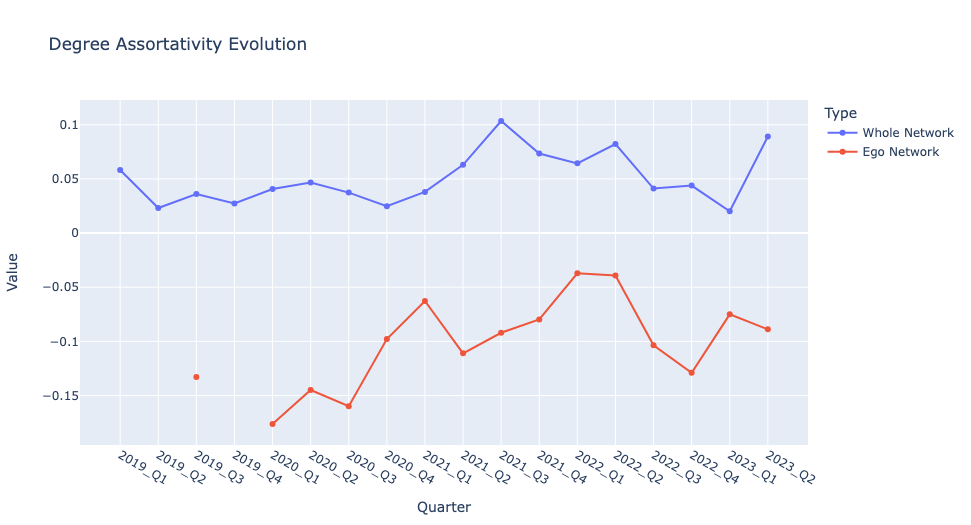 Degree Assortativity Evolution
Type
Whole Network
Ego Network
Value
0.1
0.05
0
−0.05
−0.1
−0.15
2019_Q1
2019_Q2
2019_Q3
2019_Q4
2020_Q1
2020_Q2
2020_Q3
2020_Q4
2021_Q1
2021_Q2
2021_Q3
2021_Q4
2022_Q1
2022_Q2
2022_Q3
2022_Q4
2023_Q1
2023_Q2
Quarter